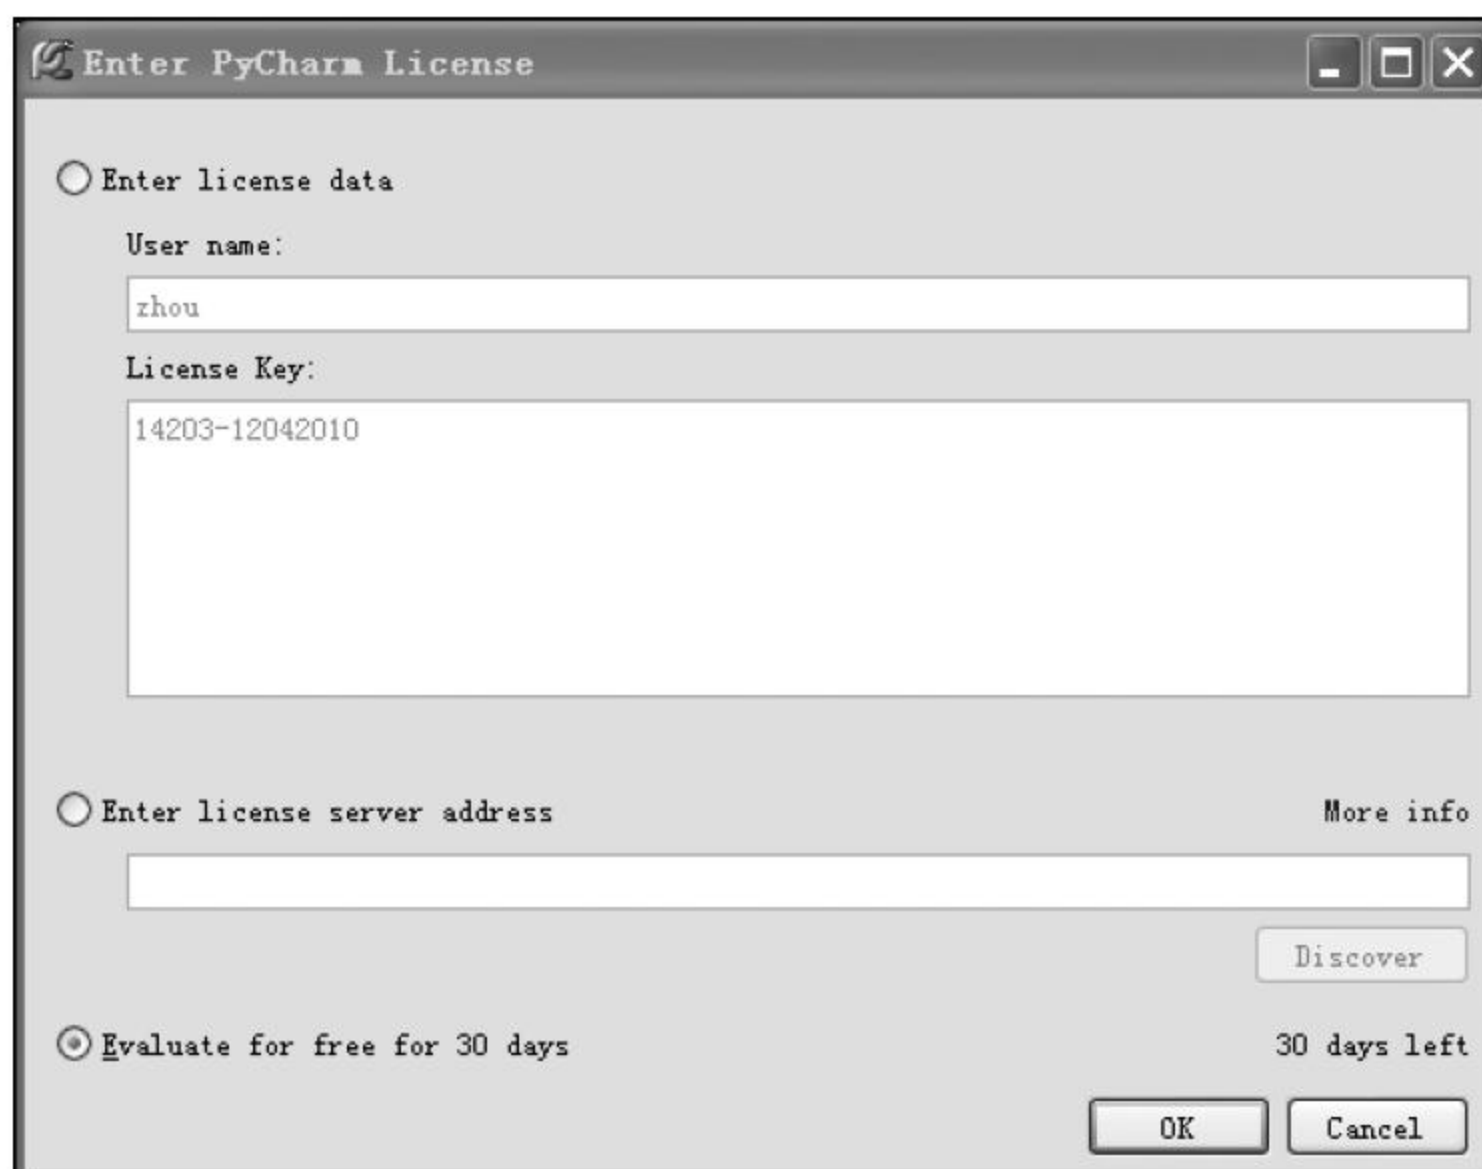 Enter PyCharm License
Enter license data
User name:
zhou
License Key:
14203-12042010
Enter license server address More info
Discover
Evaluate for free for 30 days 30 days left
OK Cancel